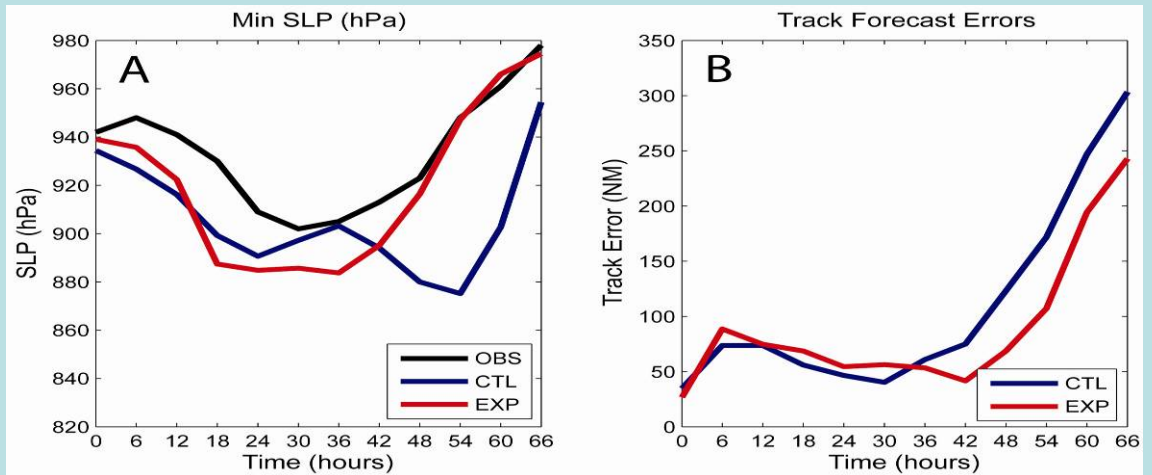 Min SLP (hPa)
A
SLP (hPa)
980
960
940
920
900
880
860
840
820
OBS
CTL
EXP
0 6 12 18 24 30 36 42 48 54 60 66
Time (hours)
Track Forecast Errors
B
Track Error (NM)
350
300
250
200
150
100
50
0
CTL
EXP
0 6 12 18 24 30 36 42 48 54 60 66
Time (hours)